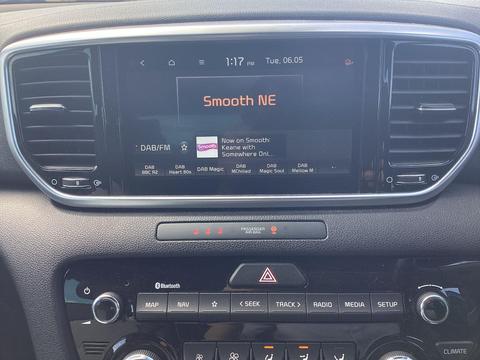 1:17 PM Tue, 06.05
Smooth NE
DAB/FM
Smooth
Now on Smooth:
Keane with
Somewhere Onl...
DAB DAB DAB Magic DAB DAB DAB
BBC R2 Heart 80s MChilled Magic Soul Mellow M
PASSENGER
AIR BAG
Bluetooth
MAP NAV SEEK TRACK RADIO MEDIA SETUP
CLIMATE